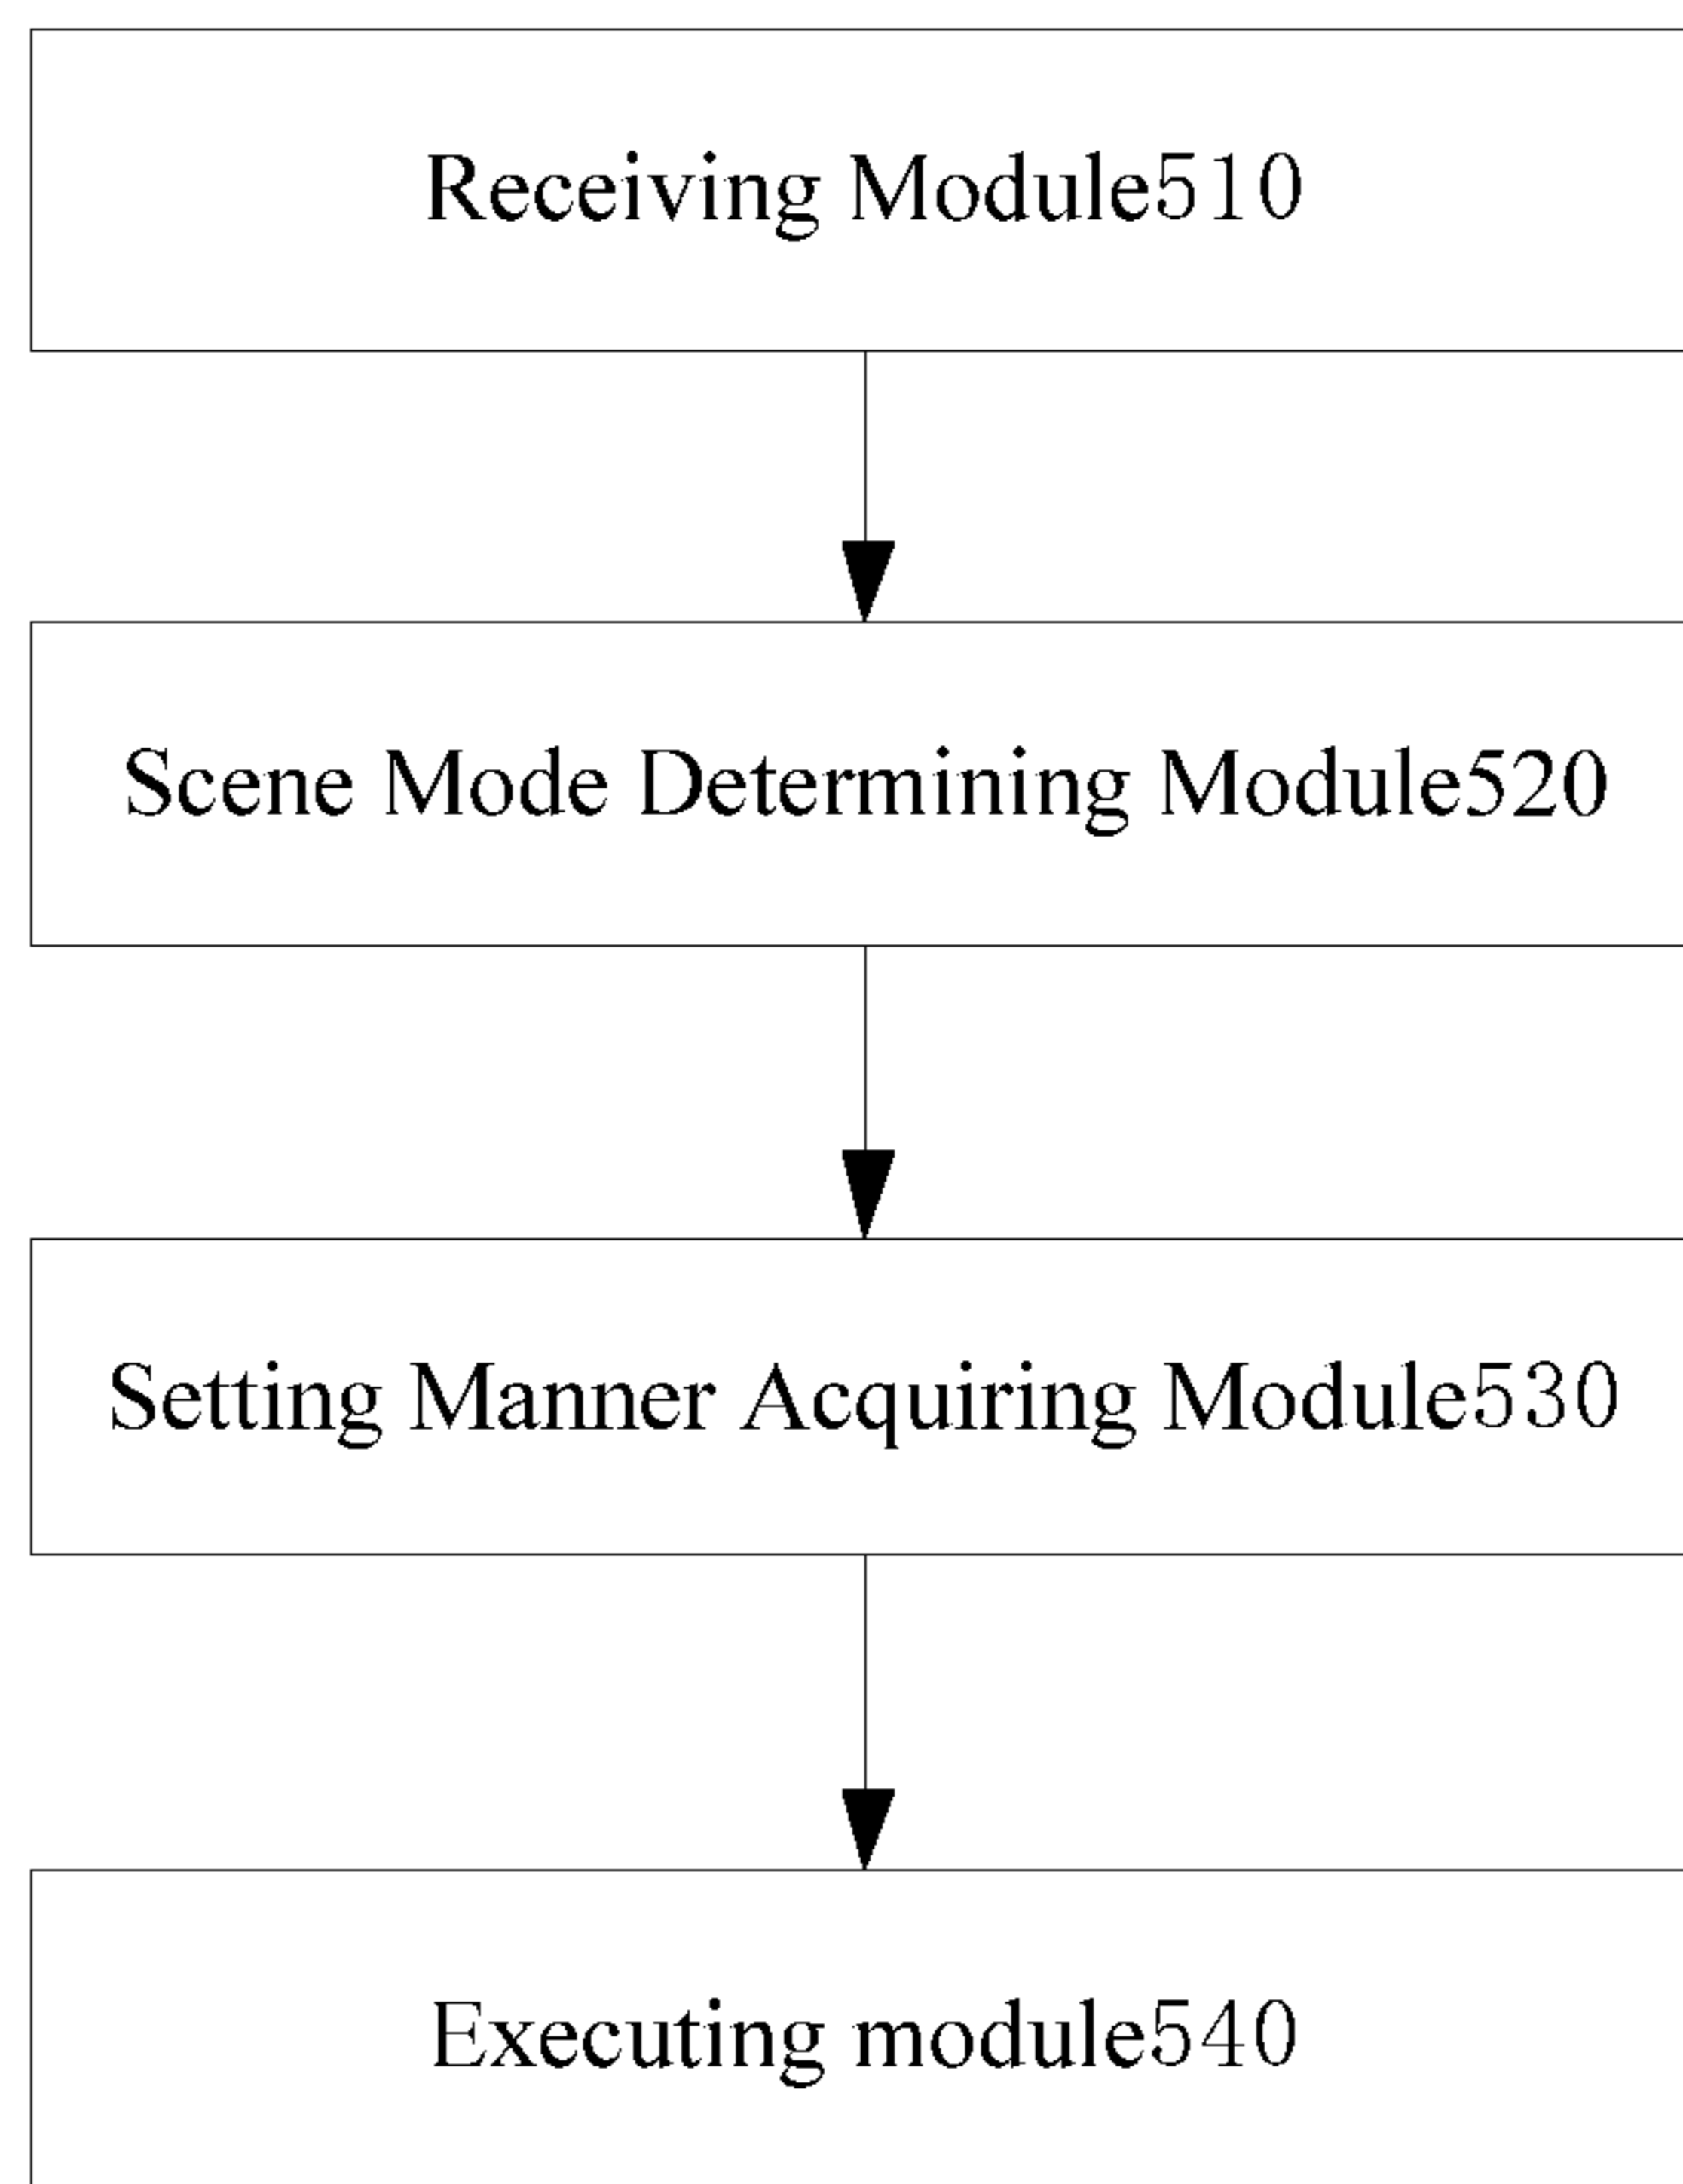 Receiving Module510
Scene Mode Determining Module520
Setting Manner Acquiring Module530
Executing module540